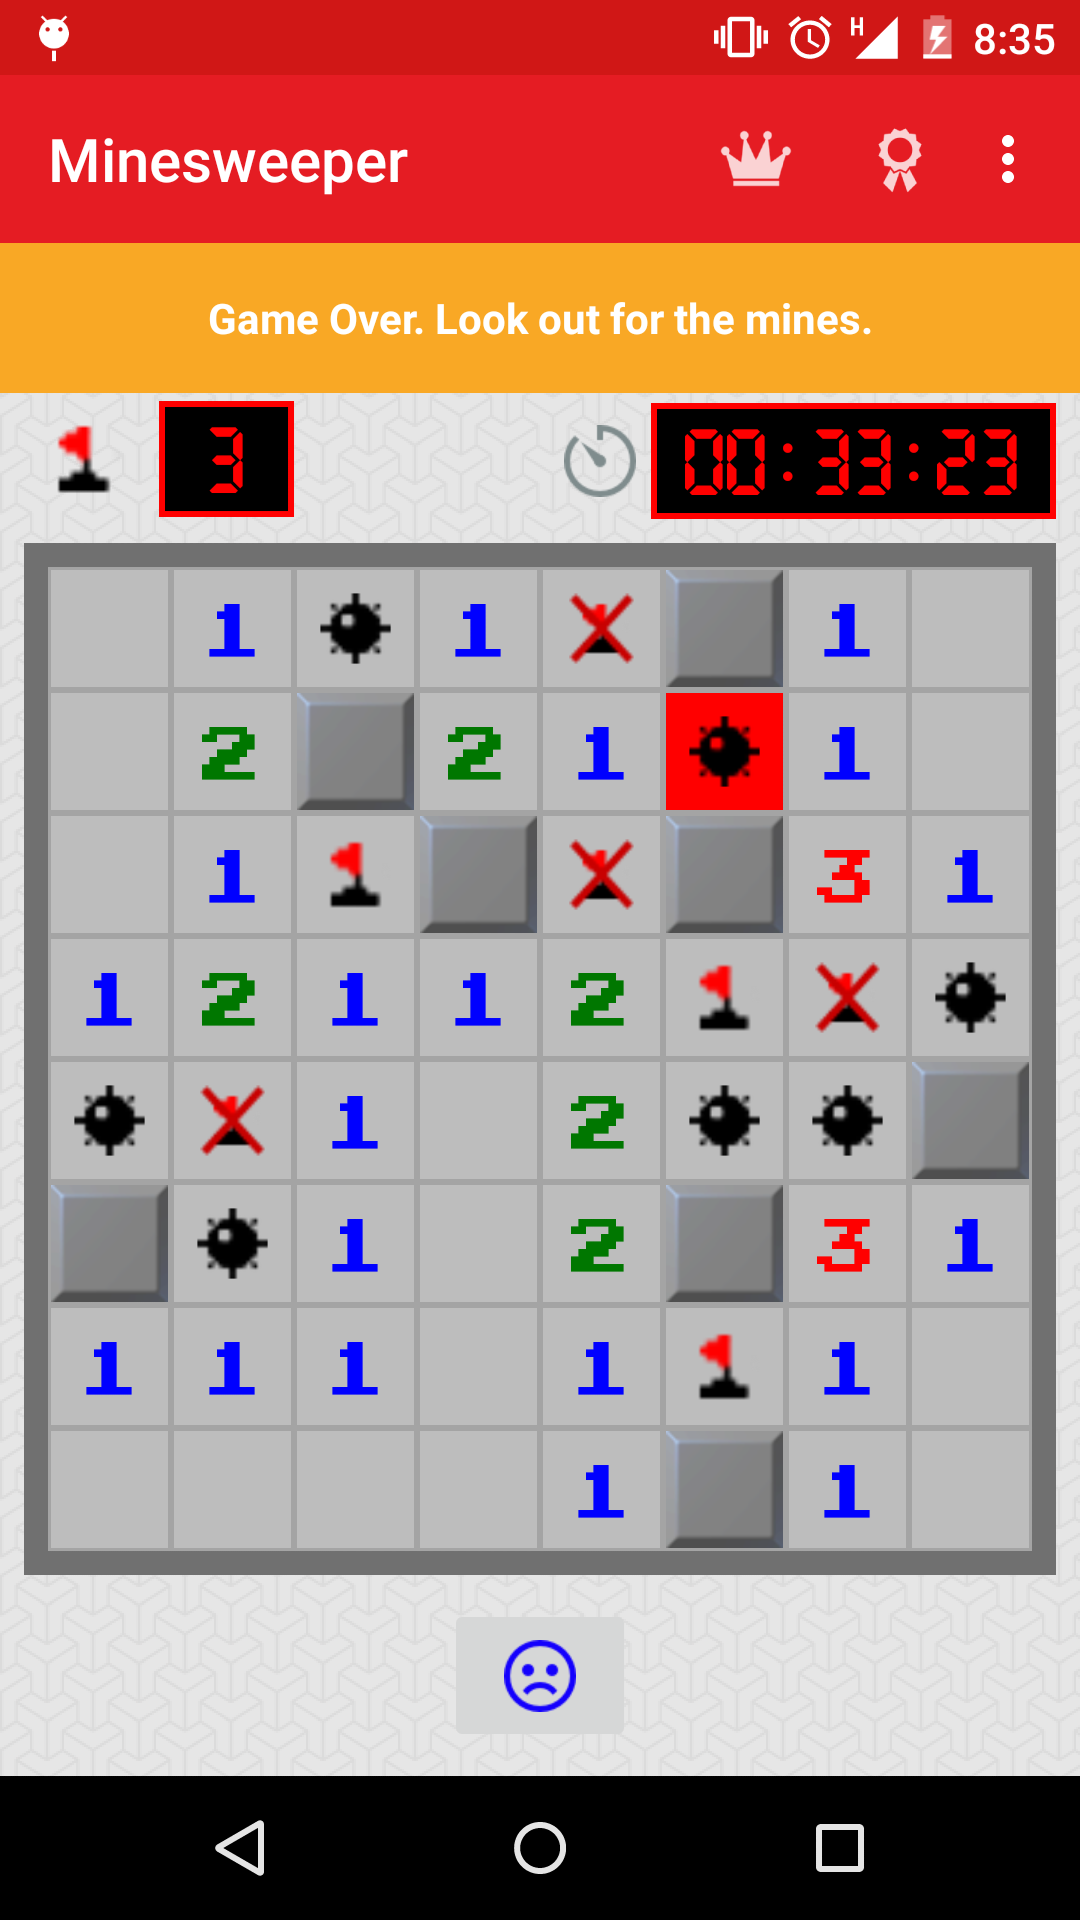 H 8:35
Minesweeper
Game Over. Look out for the mines.
3 00:33:23
1 1 1
2 2 1 1
1 3 1
1 2 1 1 2
1 2
1 2 3 1
1 1 1 1 1
1 1